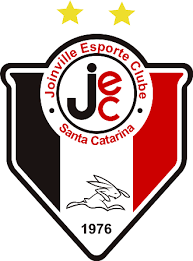 Joinville Esporte Clube
jec
Santa Catarina
1976